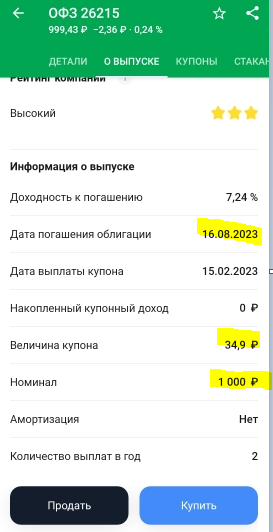 ОФЗ 26215
999,43 ₽ −2,36 ₽ · 0,24 %
ДЕТАЛИ О ВЫПУСКЕ КУПОНЫ СТАКАН
Рейтинг компании
Высокий
Информация о выпуске
Доходность к погашению 7,24 %
Дата погашения облигации 16.08.2023
Дата выплаты купона 15.02.2023
Накопленный купонный доход 0 ₽
Величина купона 34,9 ₽
Номинал 1 000 ₽
Амортизация Нет
Количество выплат в год 2
Продать Купить